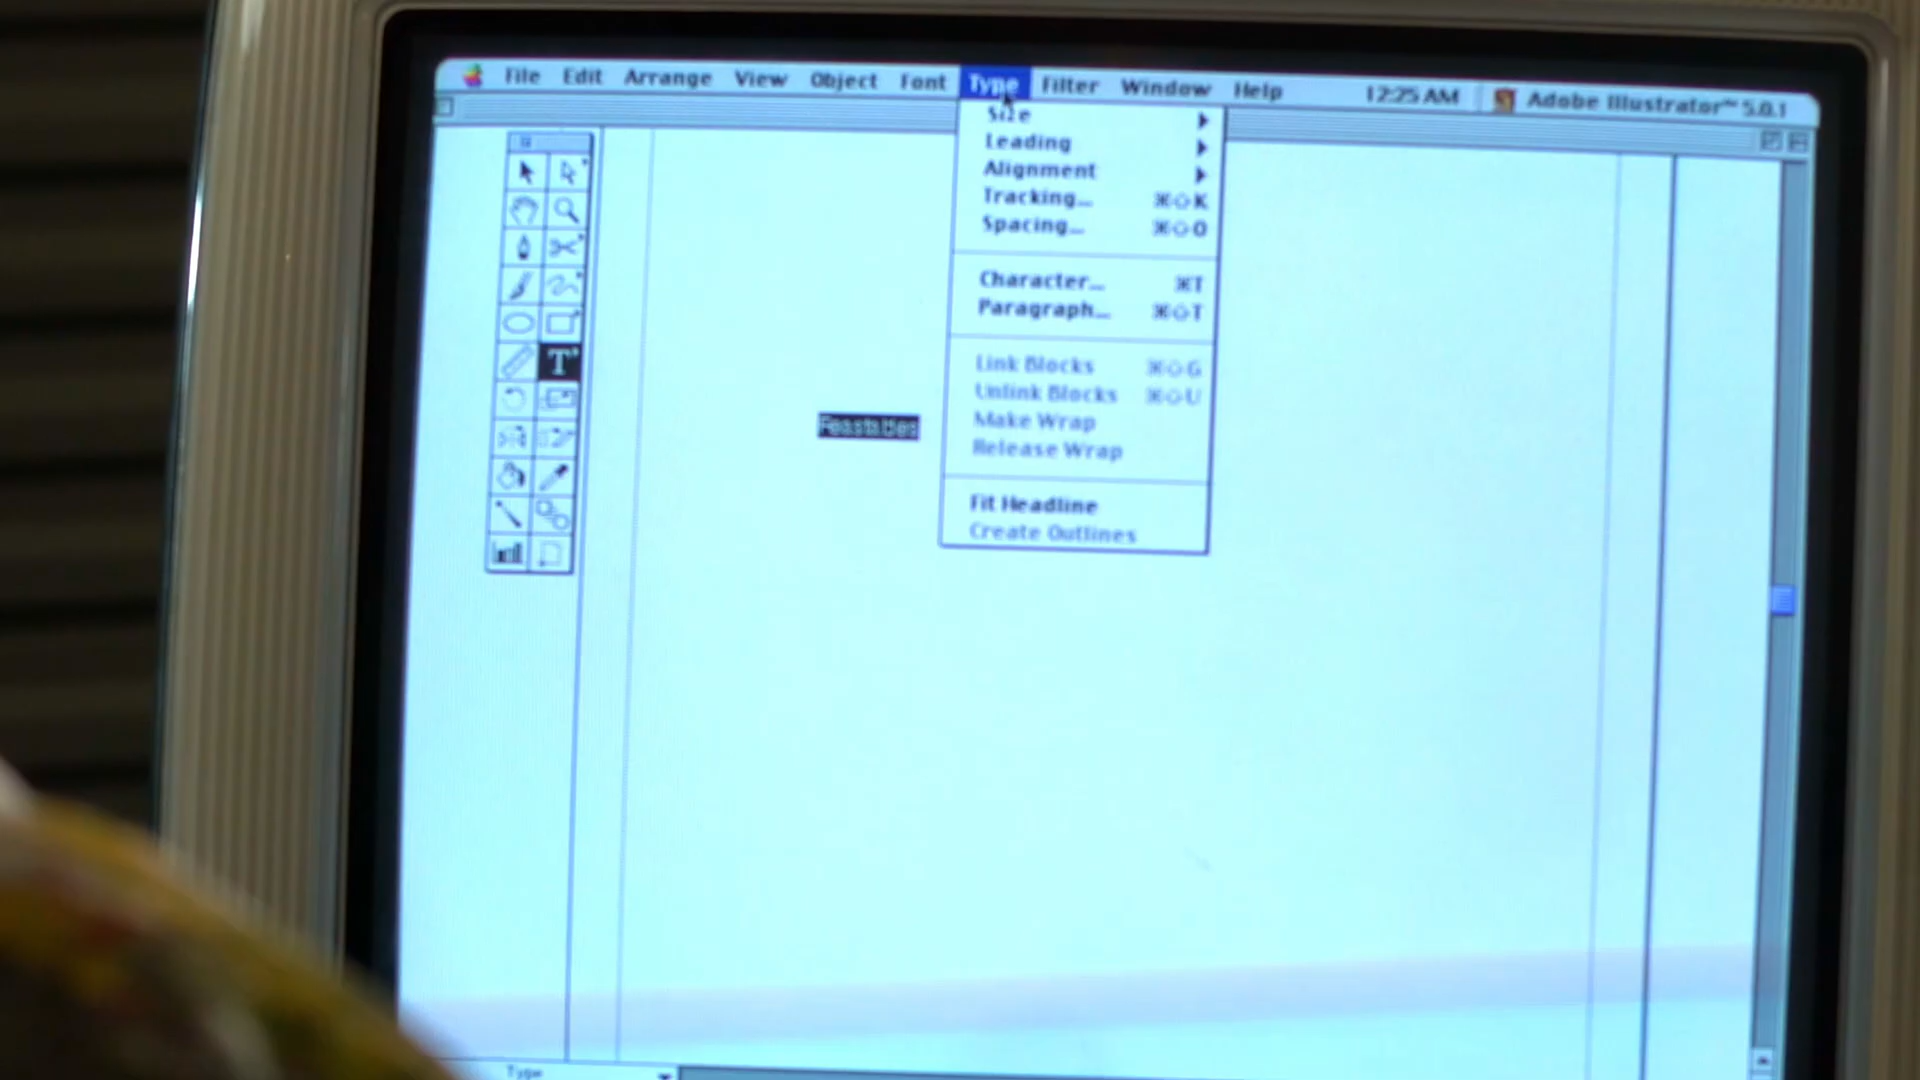 File Edit Arrange View Object Font Type Filter Window Help 12:25 AM Adobe Illustrator™ 5.0.1
Size
Leading
Alignment
Tracking... ⌘⇧K
Spacing... ⌘⇧O
Character... ⌘T
Paragraph... ⌘⇧T
Link Blocks ⌘⇧G
Unlink Blocks ⌘⇧U
Make Wrap
Release Wrap
Fit Headline
Create Outlines
T
Feastables
Type